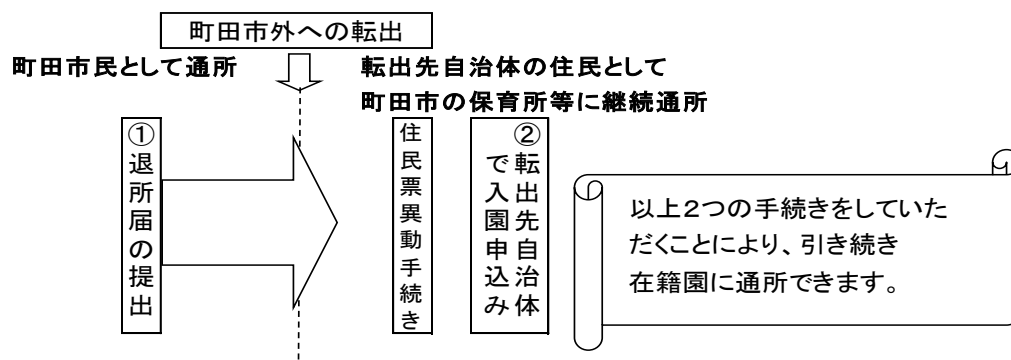 町田市外への転出
町田市民として通所
転出先自治体の住民として
町田市の保育所等に継続通所
①退所届の提出
住民票異動手続き
②転出先自治体
で入園申込み
以上2つの手続きをしていた
だくことにより、引き続き
在籍園に通所できます。